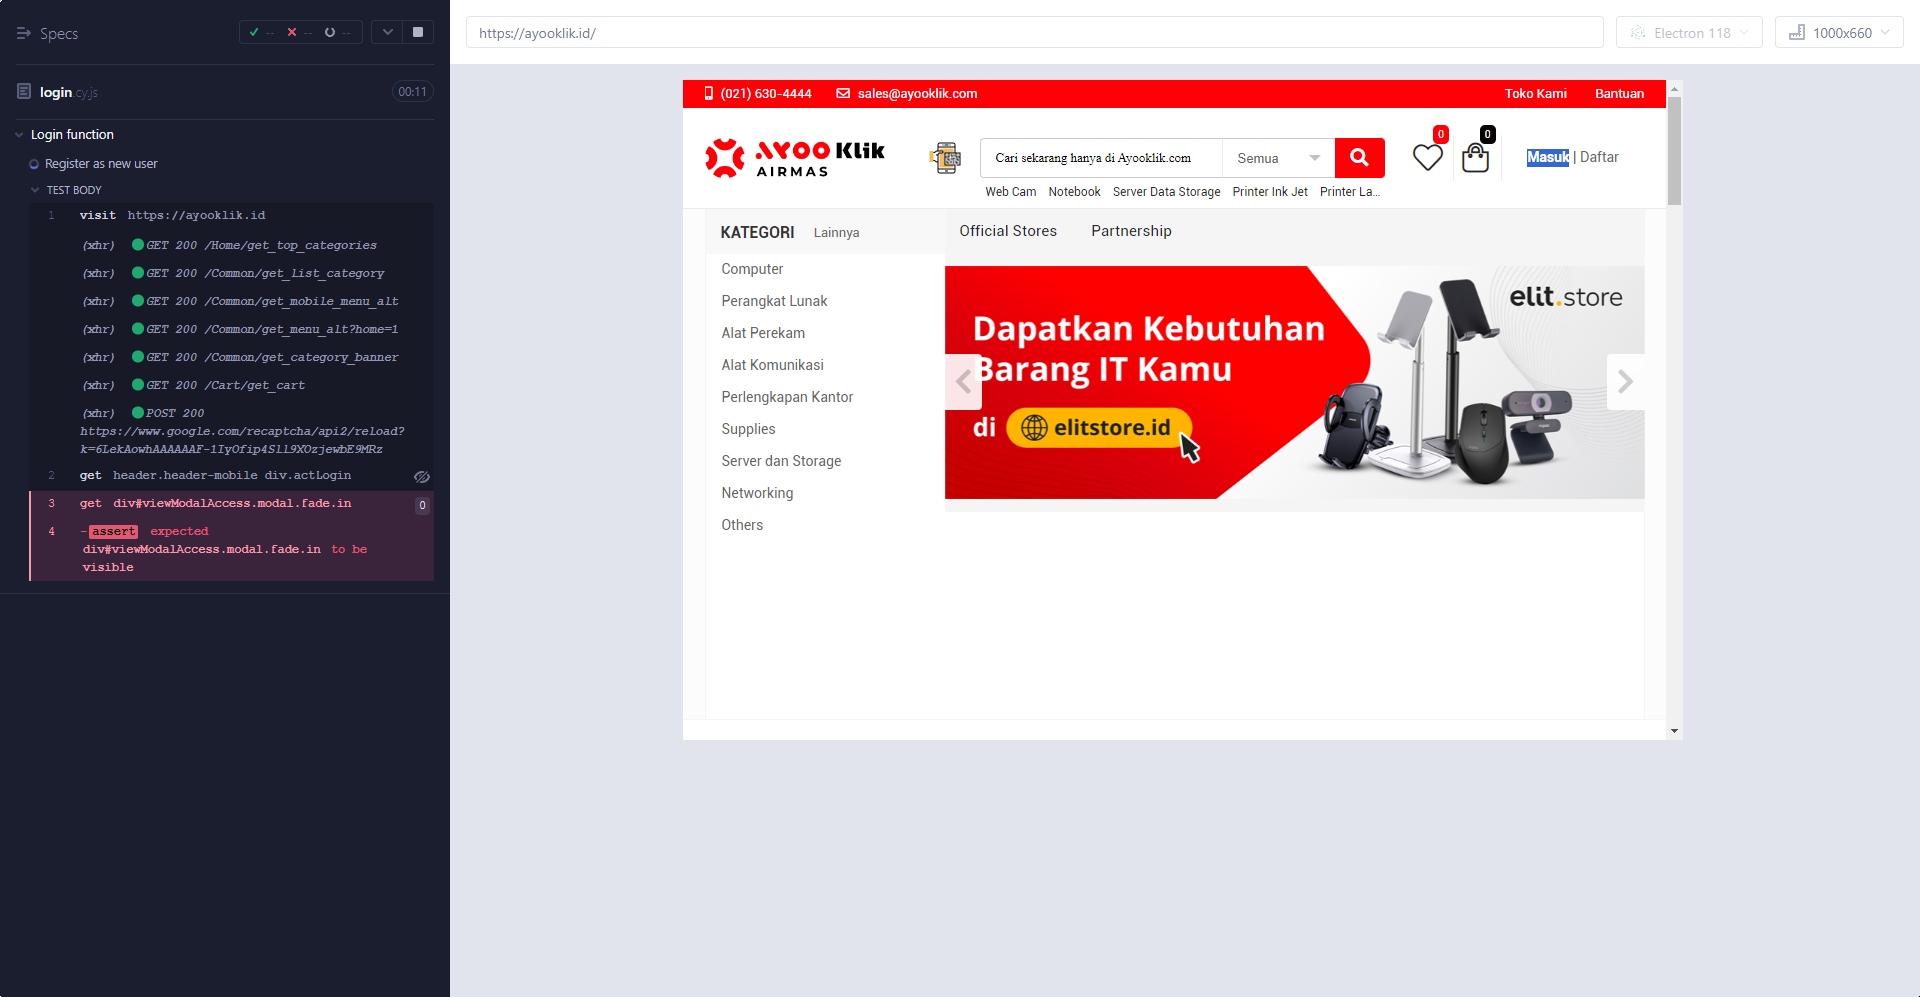 Specs
-- -- --
login.cy.js 00:11
Login function
Register as new user
TEST BODY
1 visit https://ayooklik.id
(xhr) GET 200 /Home/get_top_categories
(xhr) GET 200 /Common/get_list_category
(xhr) GET 200 /Common/get_mobile_menu_alt
(xhr) GET 200 /Common/get_menu_alt?home=1
(xhr) GET 200 /Common/get_category_banner
(xhr) GET 200 /Cart/get_cart
(xhr) POST 200
https://www.google.com/recaptcha/api2/reload?
k=6LekAowhAAAAAAF-1IyOfip4Sll9XOzjewbE9MRz
2 get header.header-mobile div.actLogin
3 get div#viewModalAccess.modal.fade.in 0
4 -assert expected
div#viewModalAccess.modal.fade.in to be
visible
https://ayooklik.id/
Electron 118
1000x660
(021) 630-4444 sales@ayooklik.com Toko Kami Bantuan
AYOO Klik
AIRMAS
Cari sekarang hanya di Ayooklik.com Semua
0 0
Masuk | Daftar
Web Cam Notebook Server Data Storage Printer Ink Jet Printer La...
KATEGORI Lainnya
Official Stores Partnership
Computer
Perangkat Lunak
Alat Perekam
Alat Komunikasi
Perlengkapan Kantor
Supplies
Server dan Storage
Networking
Others
elit.store
Dapatkan Kebutuhan
Barang IT Kamu
di elitstore.id